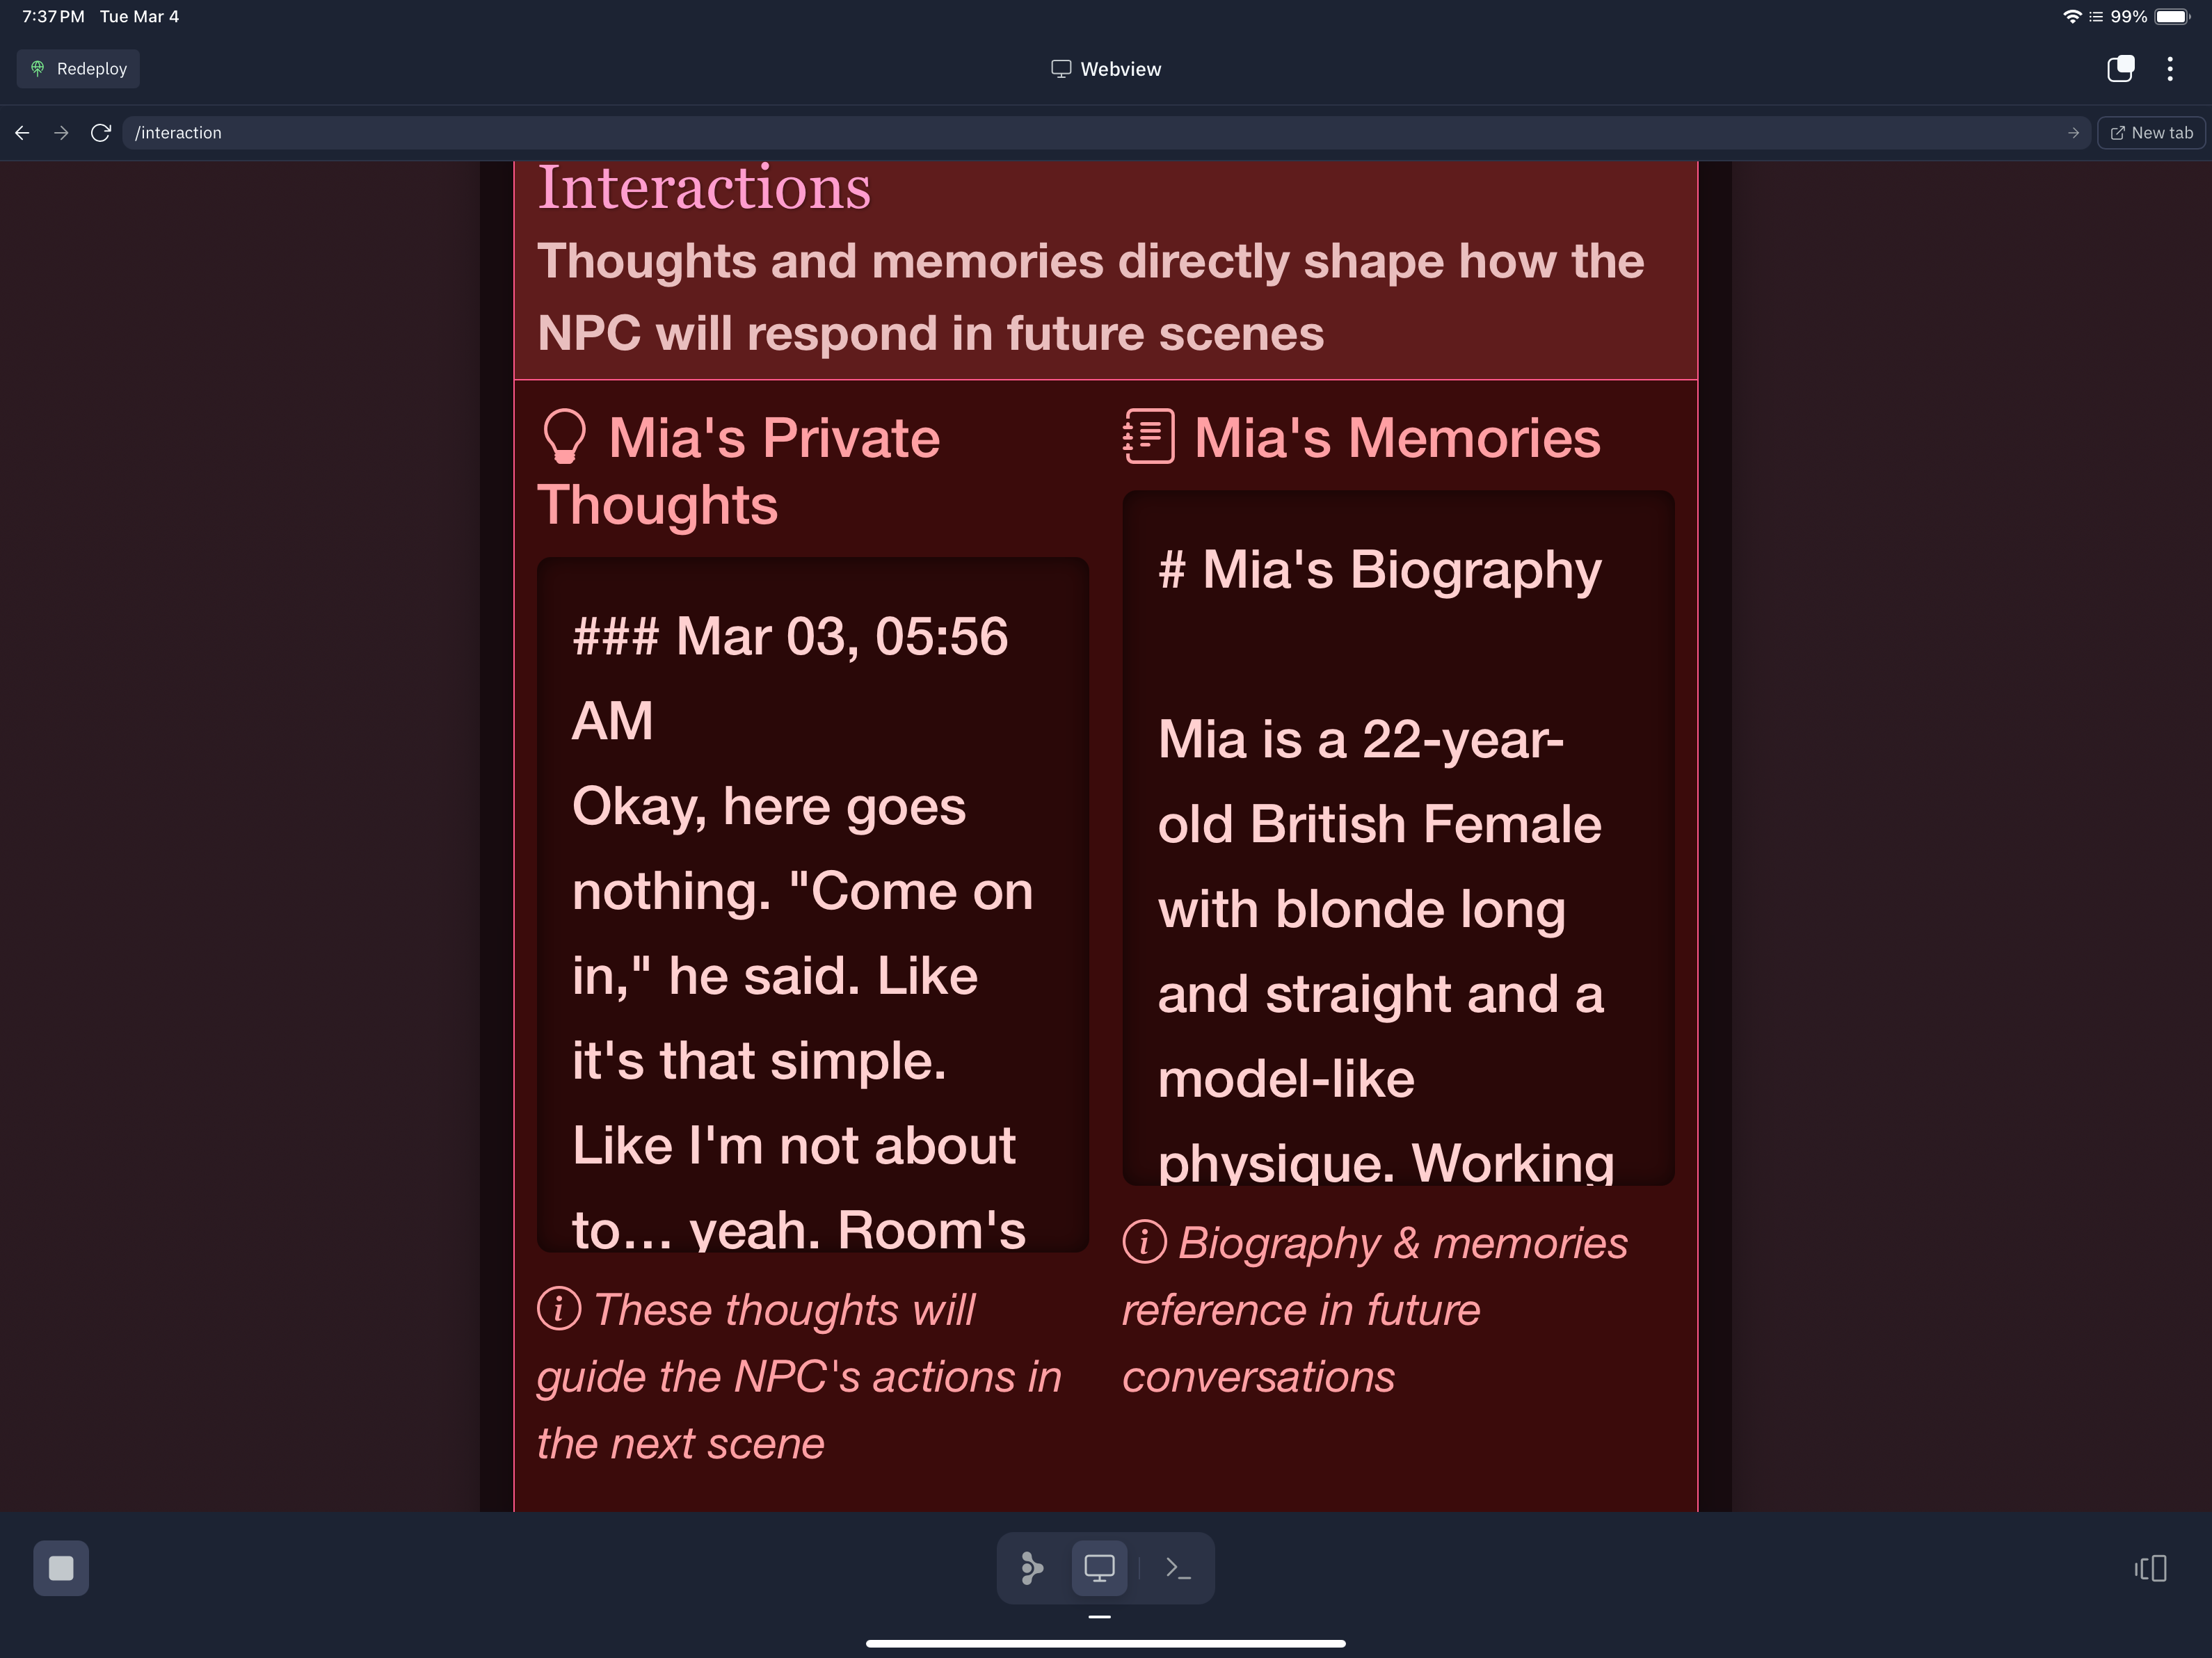 7:37 PM Tue Mar 4
99%
Redeploy
Webview
/interaction
New tab
Interactions
Thoughts and memories directly shape how the
NPC will respond in future scenes
Mia's Private
Thoughts
### Mar 03, 05:56
AM
Okay, here goes
nothing. "Come on
in," he said. Like
it's that simple.
Like I'm not about
to... yeah. Room's
These thoughts will
guide the NPC's actions in
the next scene
Mia's Memories
# Mia's Biography
Mia is a 22-year-
old British Female
with blonde long
and straight and a
model-like
physique. Working
Biography & memories
reference in future
conversations